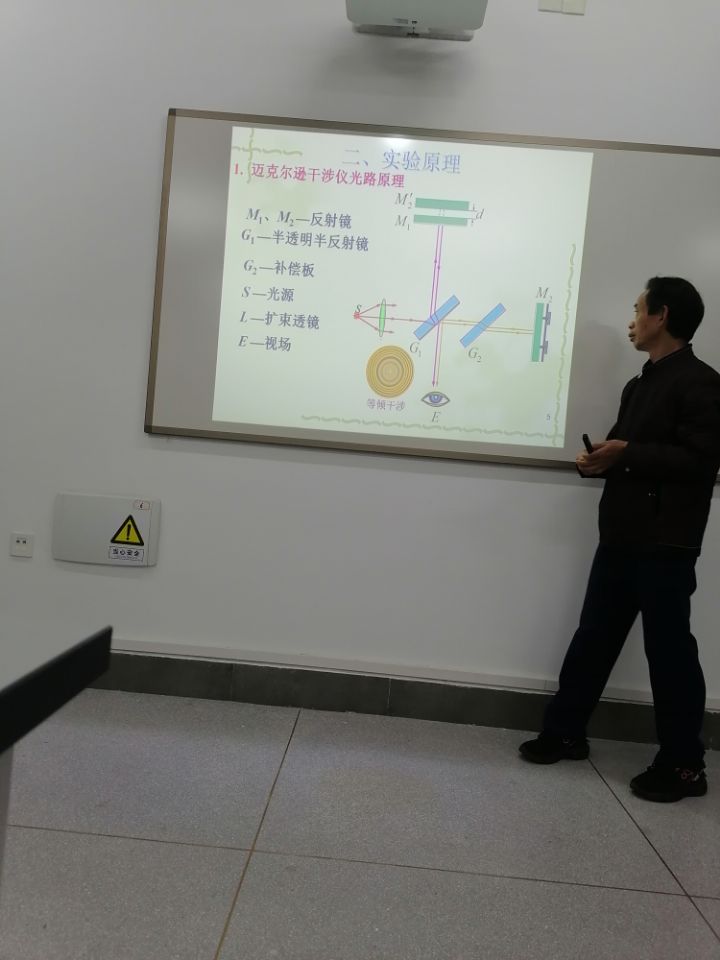 二、实验原理
1. 迈克尔逊干涉仪光路原理
M₁、M₂—反射镜
G₁—半透明半反射镜
G₂—补偿板
S—光源
L—扩束透镜
E—视场
M₂′
M₁
d
S
G₁
G₂
M₂
等倾干涉
E
5
当心安全